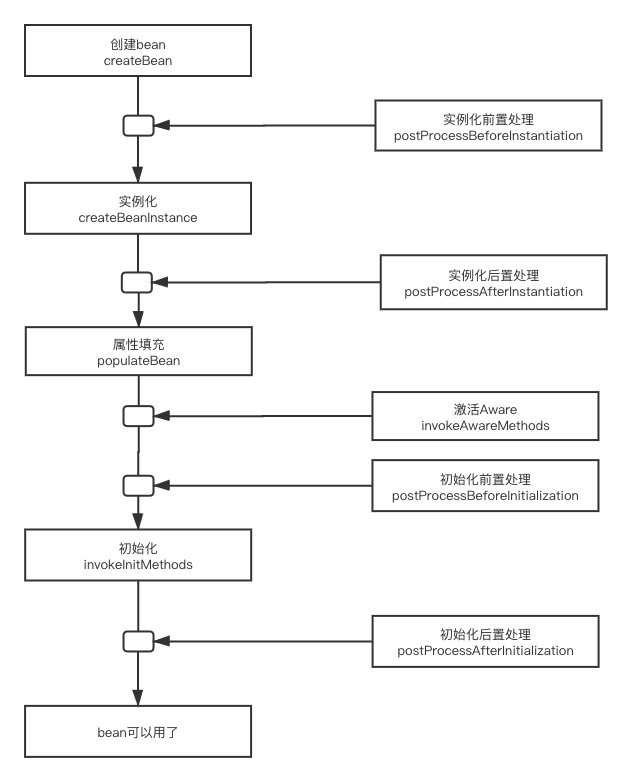 创建bean
createBean
实例化前置处理
postProcessBeforeInstantiation
实例化
createBeanInstance
实例化后置处理
postProcessAfterInstantiation
属性填充
populateBean
激活Aware
invokeAwareMethods
初始化前置处理
postProcessBeforeInitialization
初始化
invokeInitMethods
初始化后置处理
postProcessAfterInitialization
bean可以用了